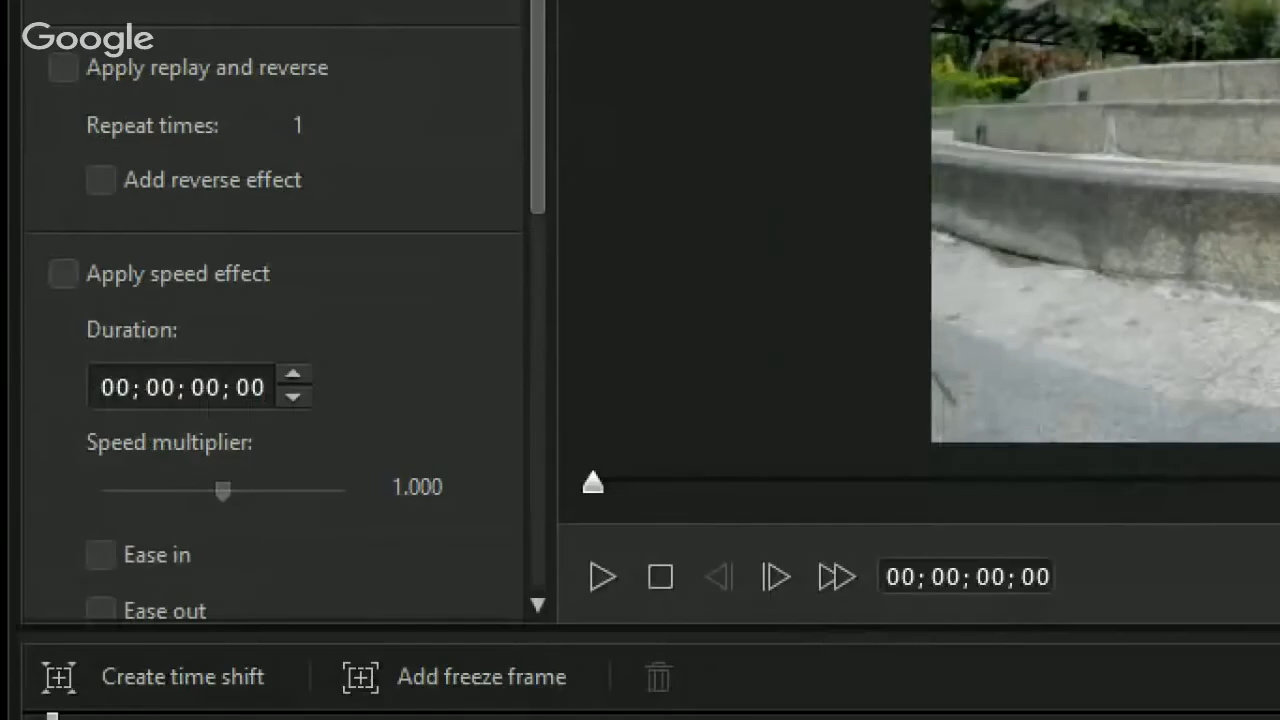 Google
Apply replay and reverse
Repeat times: 1
Add reverse effect
Apply speed effect
Duration:
00;00;00;00
Speed multiplier:
1.000
Ease in
Ease out
00;00;00;00
Create time shift
Add freeze frame